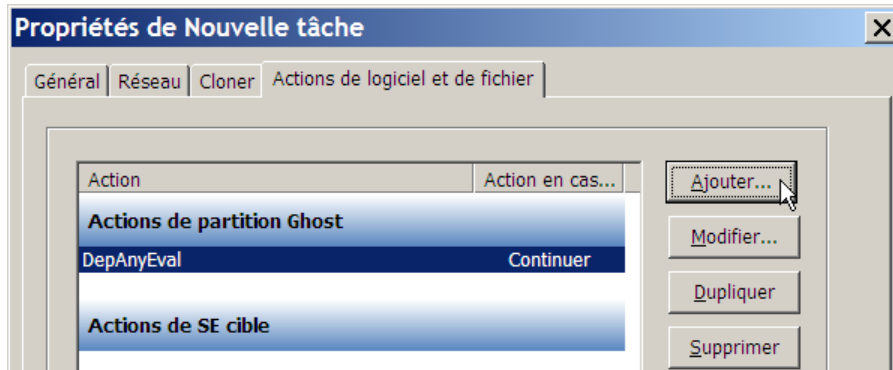 Propriétés de Nouvelle tâche
Général Réseau Cloner Actions de logiciel et de fichier
Action Action en cas...
Ajouter...
Actions de partition Ghost
Modifier...
DepAnyEval Continuer
Dupliquer
Actions de SE cible
Supprimer